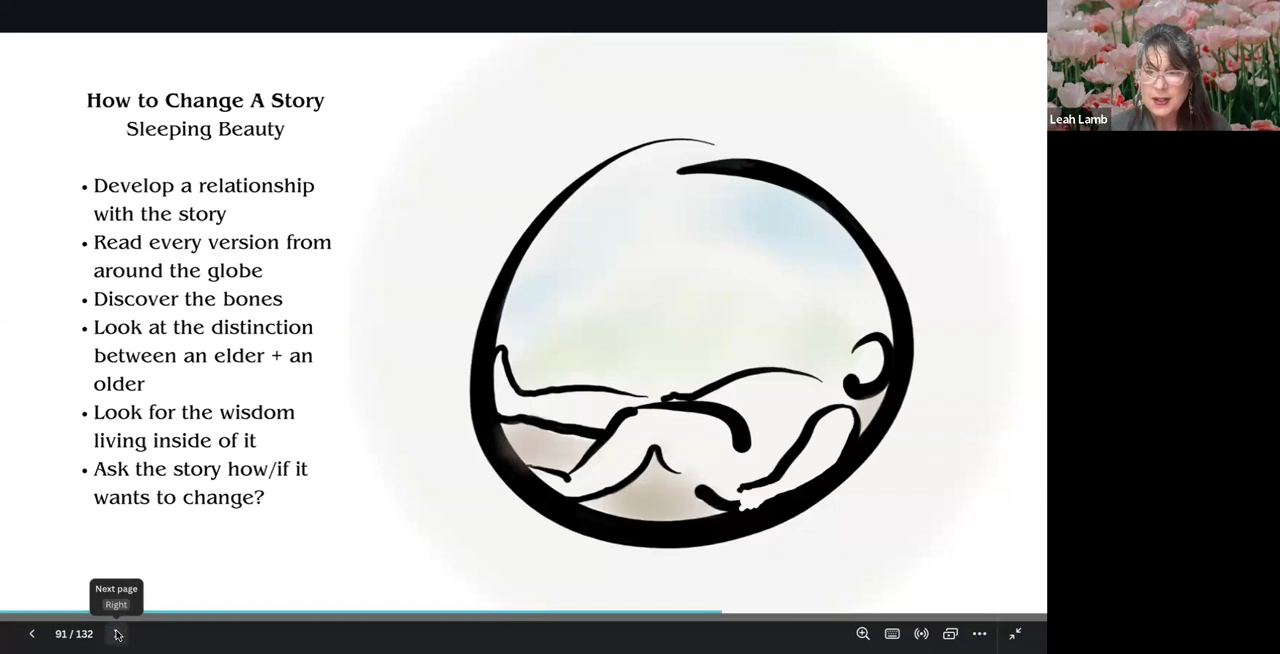 How to Change A Story
Sleeping Beauty
• Develop a relationship
with the story
• Read every version from
around the globe
• Discover the bones
• Look at the distinction
between an elder + an
older
• Look for the wisdom
living inside of it
• Ask the story how/if it
wants to change?
Leah Lamb
Next page
Right
91 / 132